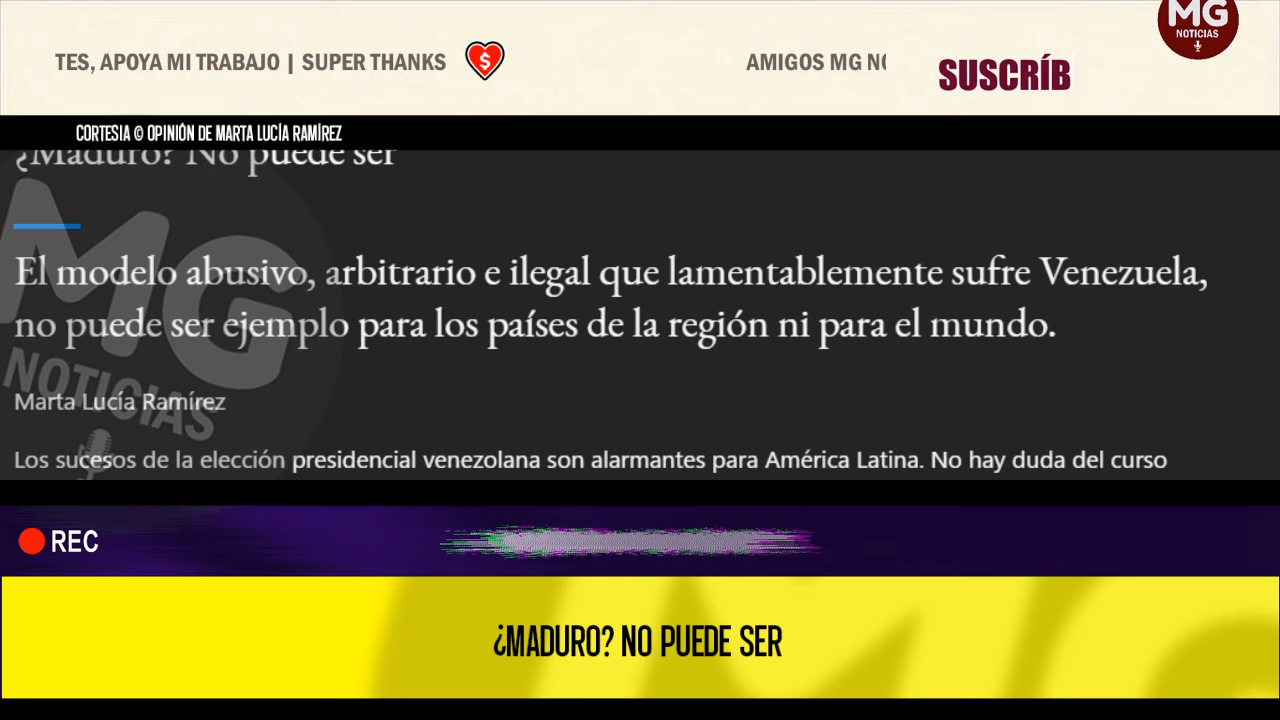 MG
NOTICIAS
TES, APOYA MI TRABAJO | SUPER THANKS $
AMIGOS MG NO
SUSCRÍB
CORTESIA © OPINIÓN DE MARTA LUCÍA RAMÍREZ
¿Maduro? No puede ser
MG
NOTICIAS
El modelo abusivo, arbitrario e ilegal que lamentablemente sufre Venezuela,
no puede ser ejemplo para los países de la región ni para el mundo.
Marta Lucía Ramírez
Los sucesos de la elección presidencial venezolana son alarmantes para América Latina. No hay duda del curso
REC
¿MADURO? NO PUEDE SER